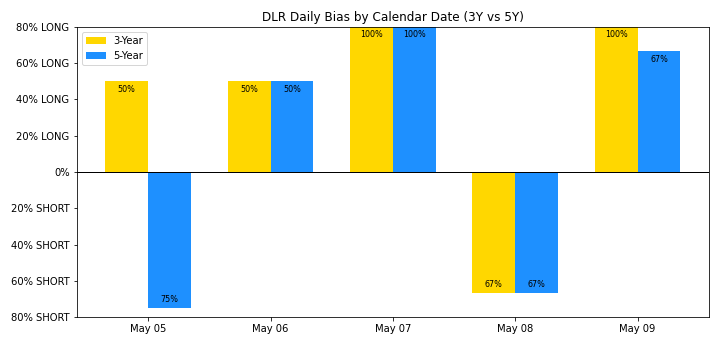 DLR Daily Bias by Calendar Date (3Y vs 5Y)
80% LONG
60% LONG
40% LONG
20% LONG
0%
20% SHORT
40% SHORT
60% SHORT
80% SHORT
3-Year
5-Year
50%
75%
50%
50%
100%
100%
67%
67%
100%
67%
May 05
May 06
May 07
May 08
May 09